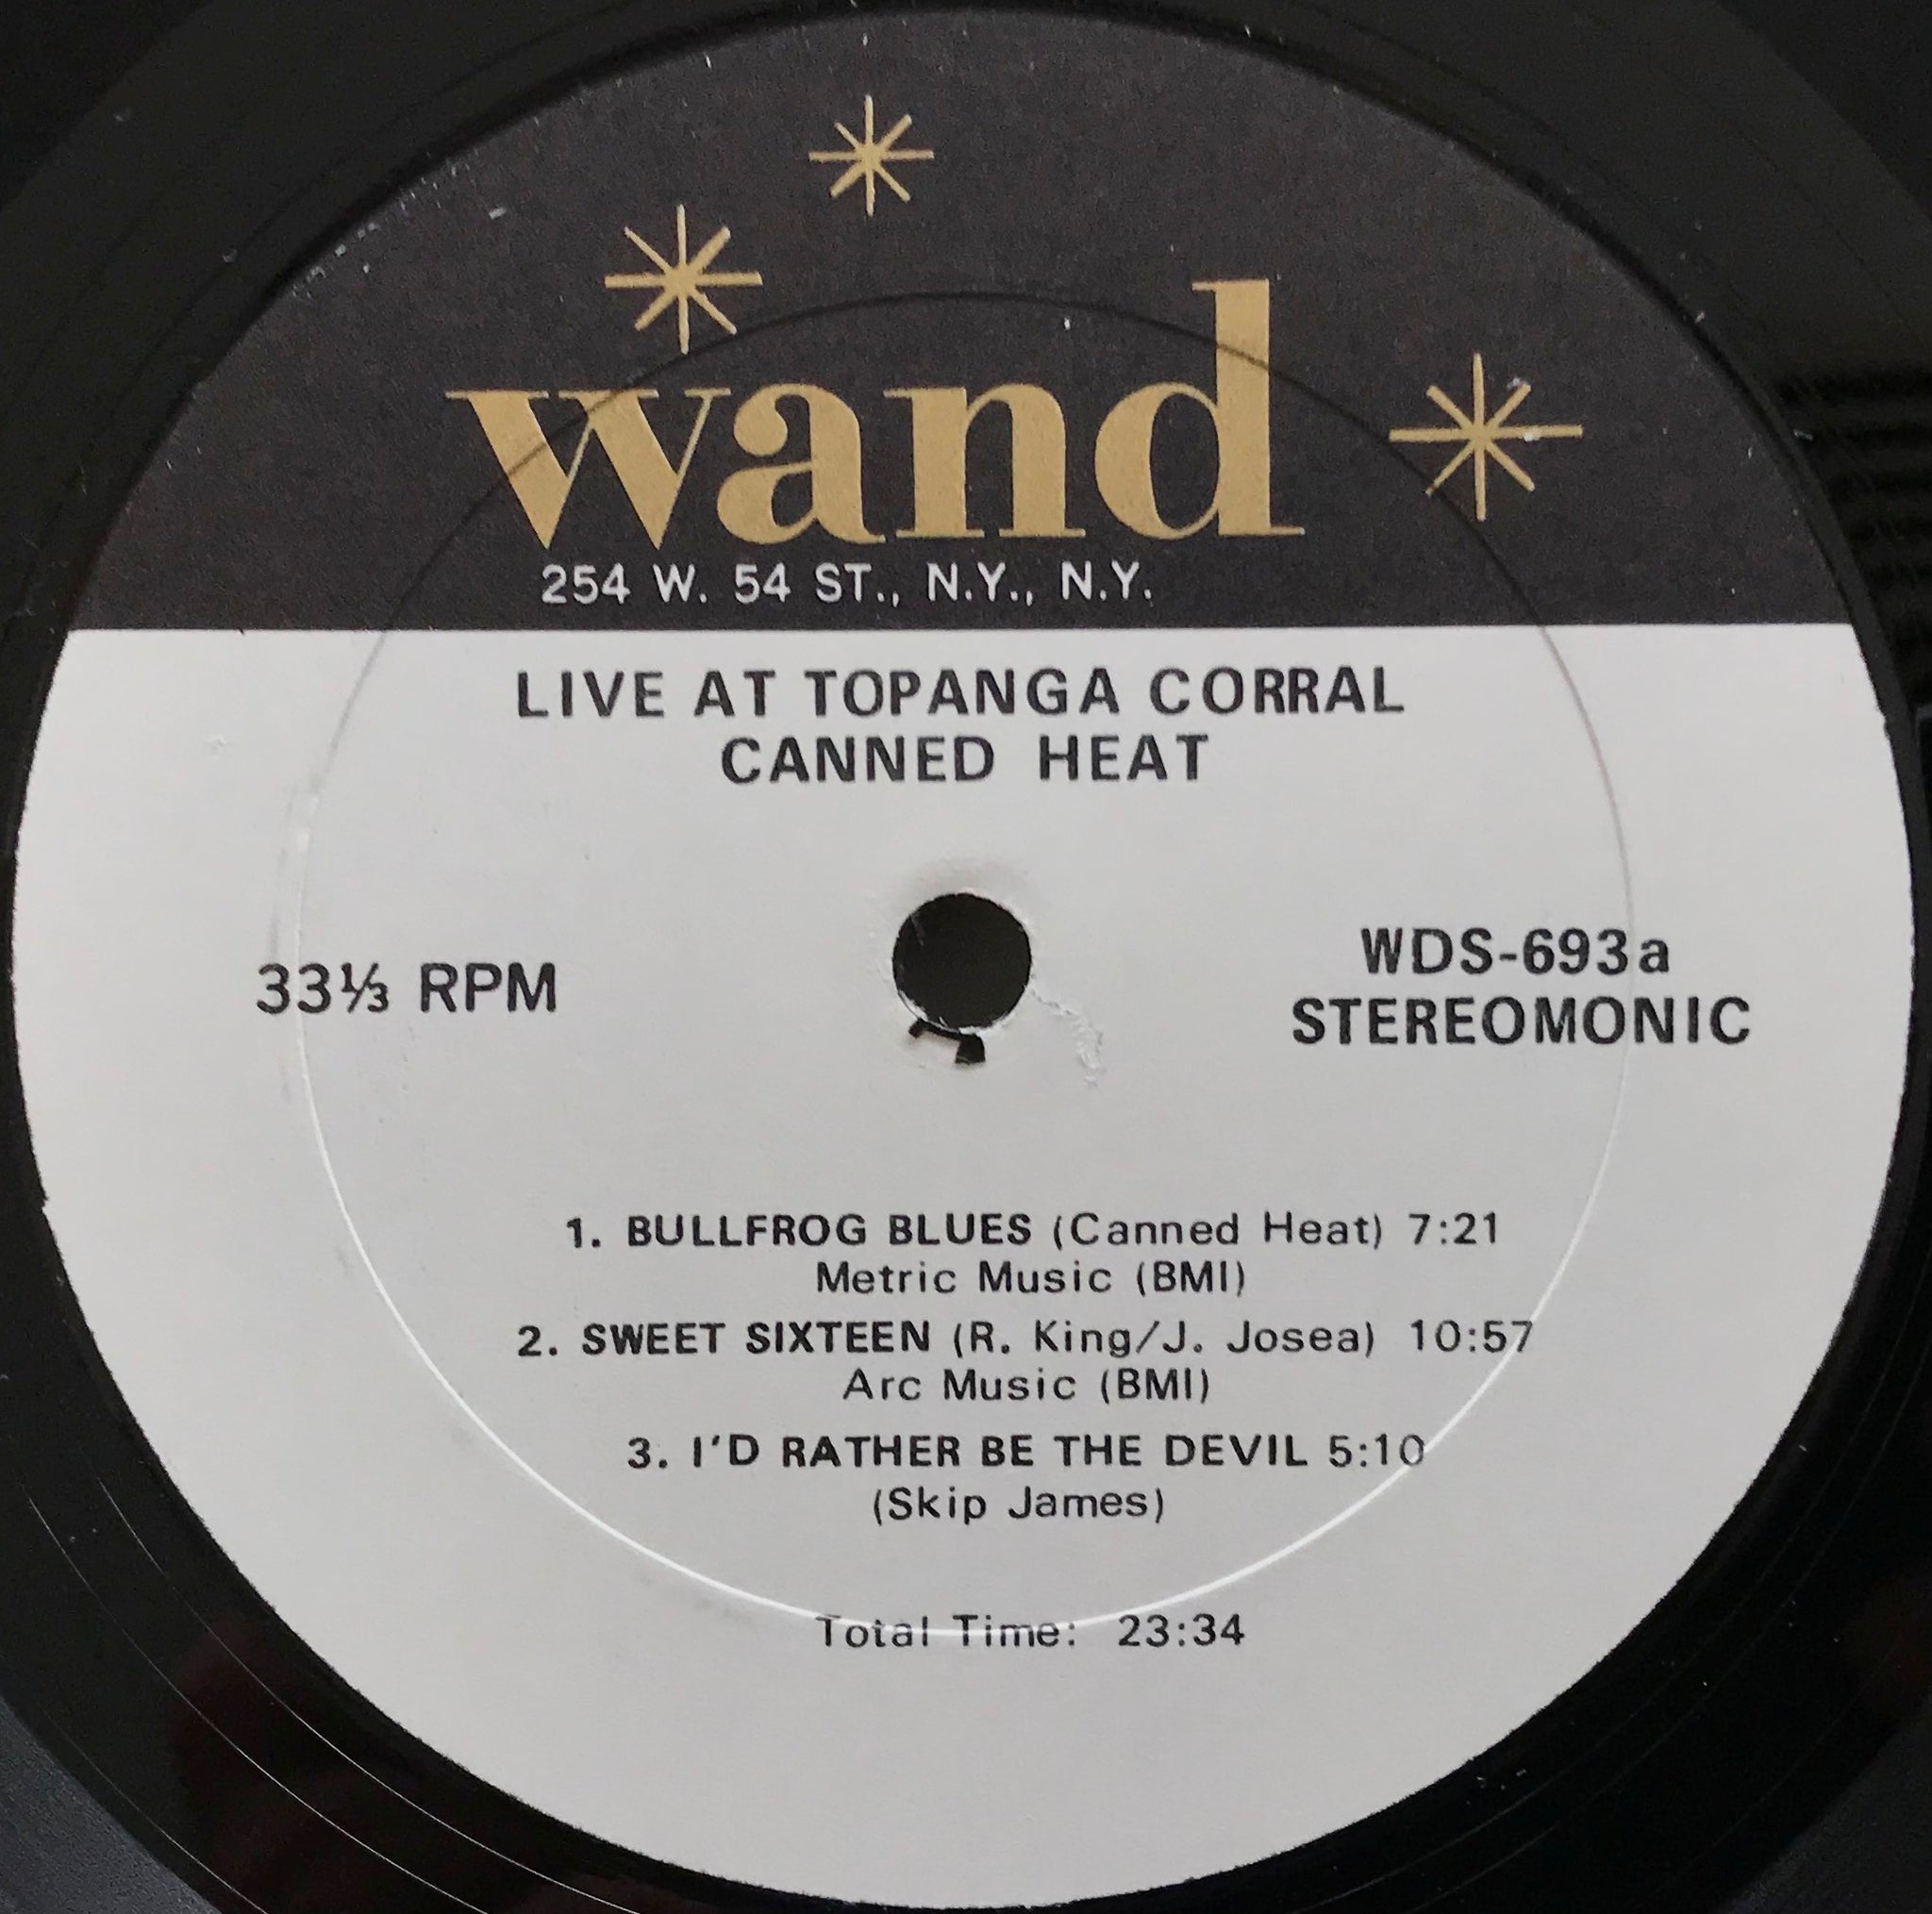 wand
254 W. 54 ST., N.Y., N.Y.
LIVE AT TOPANGA CORRAL
CANNED HEAT
33⅓ RPM
WDS-693a
STEREOMONIC
1. BULLFROG BLUES (Canned Heat) 7:21
Metric Music (BMI)
2. SWEET SIXTEEN (R. King/J. Josea) 10:57
Arc Music (BMI)
3. I'D RATHER BE THE DEVIL 5:10
(Skip James)
Total Time: 23:34